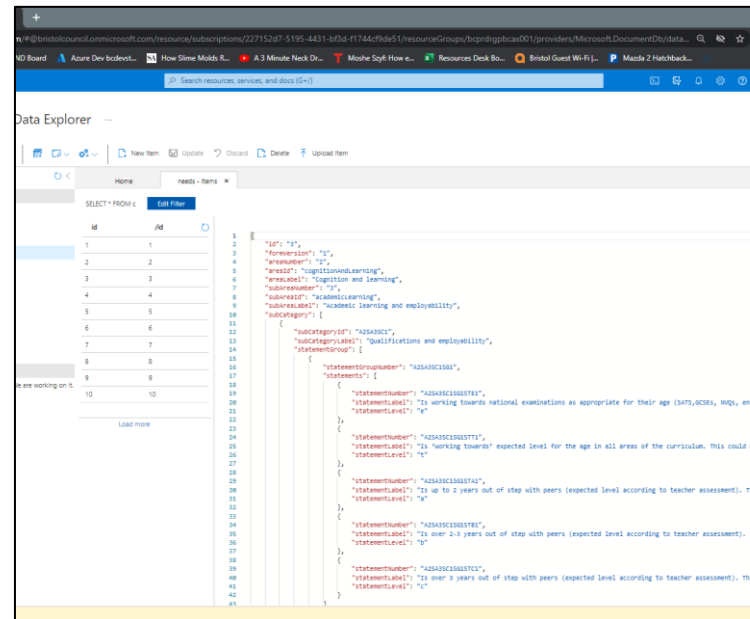 +
m/#@bristolcouncil.onmicrosoft.com/resource/subscriptions/227152d7-5195-4431-bf3d-f1744cf9de51/resourceGroups/bcprdrgpbcax001/providers/Microsoft.DocumentDb/data...
ND Board Azure Dev bcdevst... How Slime Molds R... A 3 Minute Neck Dr... Moshe Szyf: How e... Resources Desk Bo... Bristol Guest Wi-Fi |... Mazda 2 Hatchback...
Search resources, services, and docs (G+/)
Data Explorer ...
New Item Update Discard Delete Upload Item
Home needs - Items
SELECT * FROM c Edit Filter
id /id
1 1
2 2
3 3
4 4
5 5
6 6
7 7
8 8
9 9
10 10
Load more
We are working on it.
1 {
2 "id": "3",
3 "formVersion": "1",
4 "areaNumber": "2",
5 "areaId": "cognitionAndLearning",
6 "areaLabel": "Cognition and learning",
7 "subAreaNumber": "3",
8 "subAreaId": "academicLearning",
9 "subAreaLabel": "Academic learning and employability",
10 "subCategory": [
11 {
12 "subCategoryId": "A2SA3SC1",
13 "subCategoryLabel": "Qualifications and employability",
14 "statementGroup": [
15 {
16 "statementGroupNumber": "A2SA3SC1SG1",
17 "statements": [
18 {
19 "statementNumber": "A2SA3SC1SG1STE1",
20 "statementLabel": "Is working towards national examinations as appropriate for their age (SATS,GCSEs, NVQs, en
21 "statementLevel": "e"
22 },
23 {
24 "statementNumber": "A2SA3SC1SG1STT1",
25 "statementLabel": "Is 'working towards' expected level for the age in all areas of the curriculum. This could
26 "statementLevel": "t"
27 },
28 {
29 "statementNumber": "A2SA3SC1SG1STA1",
30 "statementLabel": "Is up to 2 years out of step with peers (expected level according to teacher assessment). T
31 "statementLevel": "a"
32 },
33 {
34 "statementNumber": "A2SA3SC1SG1STB1",
35 "statementLabel": "Is over 2-3 years out of step with peers (expected level according to teacher assessment).
36 "statementLevel": "b"
37 },
38 {
39 "statementNumber": "A2SA3SC1SG1STC1",
40 "statementLabel": "Is over 3 years out of step with peers (expected level according to teacher assessment). Th
41 "statementLevel": "c"
42 }
43 ]